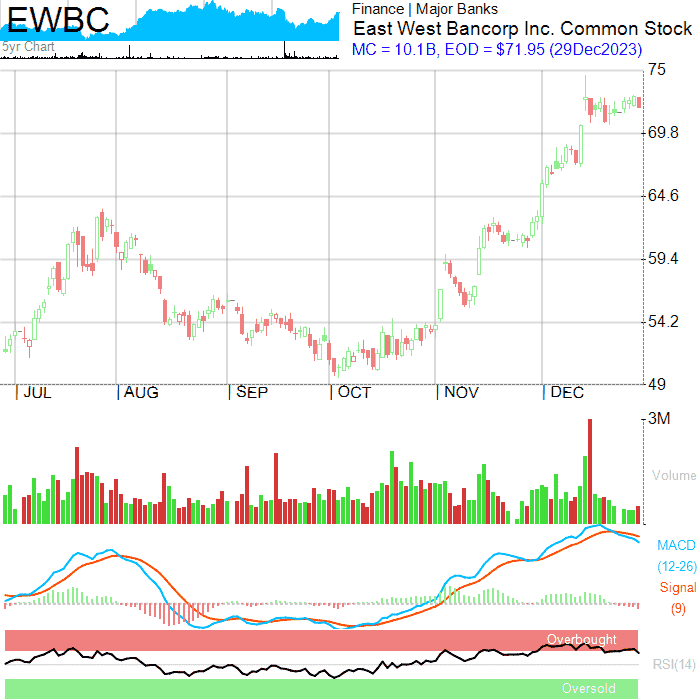 EWBC
5yr Chart
Finance | Major Banks
East West Bancorp Inc. Common Stock
MC = 10.1B, EOD = $71.95 (29Dec2023)
75
69.8
64.6
59.4
54.2
49
JUL AUG SEP OCT NOV DEC
3M
Volume
MACD
(12-26)
Signal
(9)
Overbought
RSI(14)
Oversold